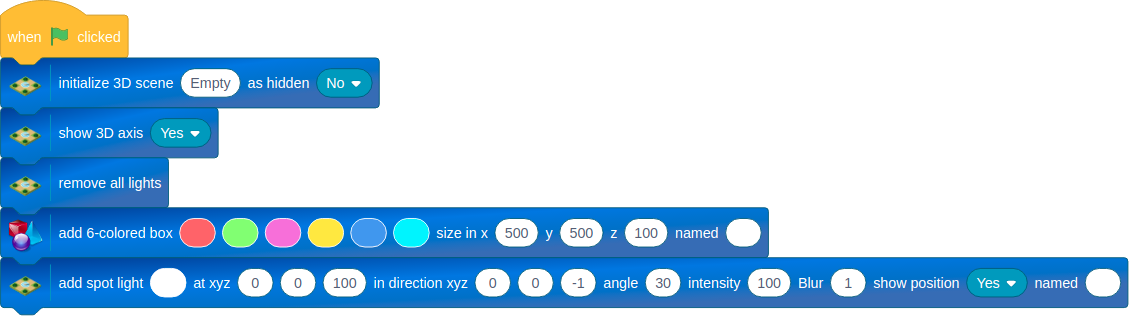 when clicked
initialize 3D scene Empty as hidden No
show 3D axis Yes
remove all lights
add 6-colored box size in x 500 y 500 z 100 named
add spot light at xyz 0 0 100 in direction xyz 0 0 -1 angle 30 intensity 100 Blur 1 show position Yes named